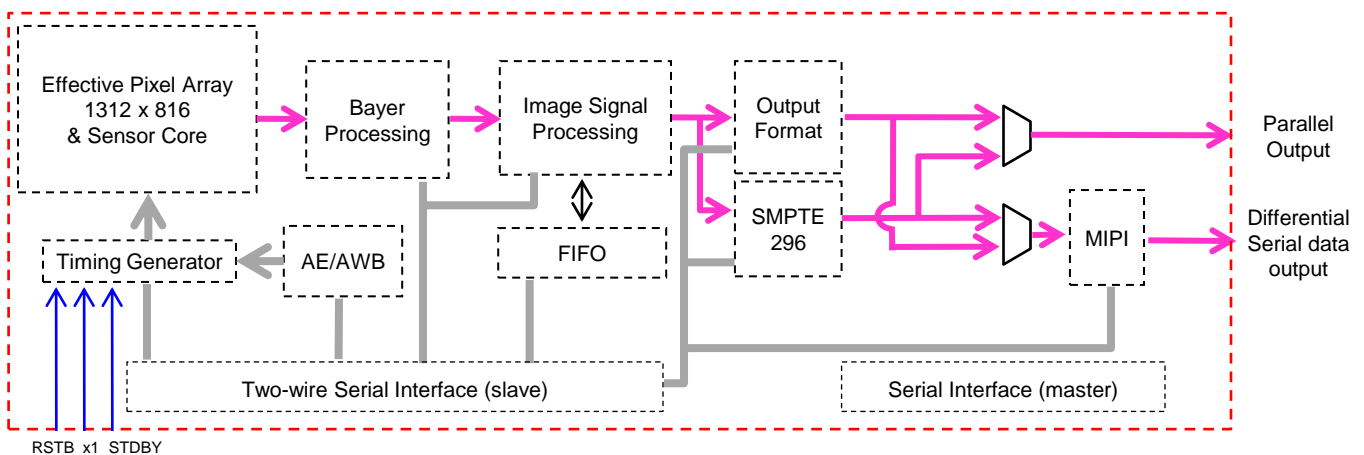 Effective Pixel Array
1312 x 816
& Sensor Core
Bayer
Processing
Image Signal
Processing
Output
Format
Parallel
Output
SMPTE
296
MIPI
Differential
Serial data
output
Timing Generator
AE/AWB
FIFO
Two-wire Serial Interface (slave)
Serial Interface (master)
RSTB x1 STDBY